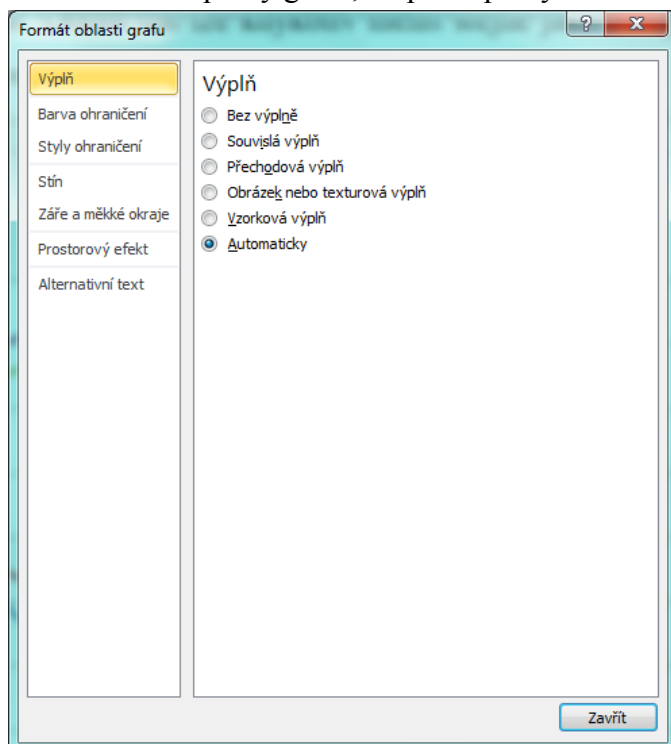 Formát oblasti grafu
Výplň
Barva ohraničení
Styly ohraničení
Stín
Záře a měkké okraje
Prostorový efekt
Alternativní text
Výplň
Bez výplně
Souvislá výplň
Přechodová výplň
Obrázek nebo texturová výplň
Vzorková výplň
Automaticky
Zavřít